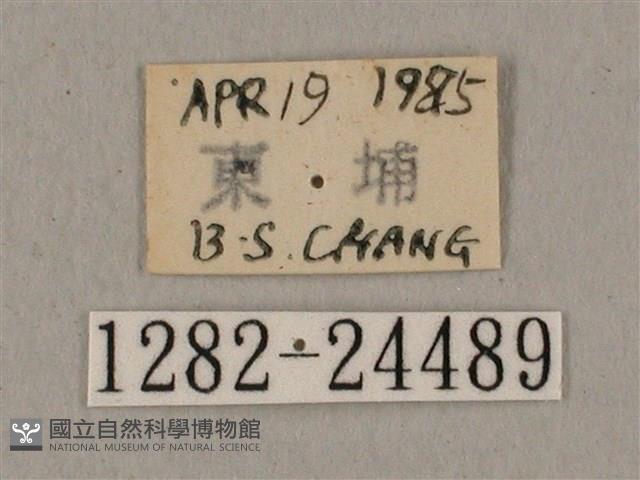 APR 19 1985
東埔
B.S. CHANG
1282-24489
國立自然科學博物館
NATIONAL MUSEUM OF NATURAL SCIENCE